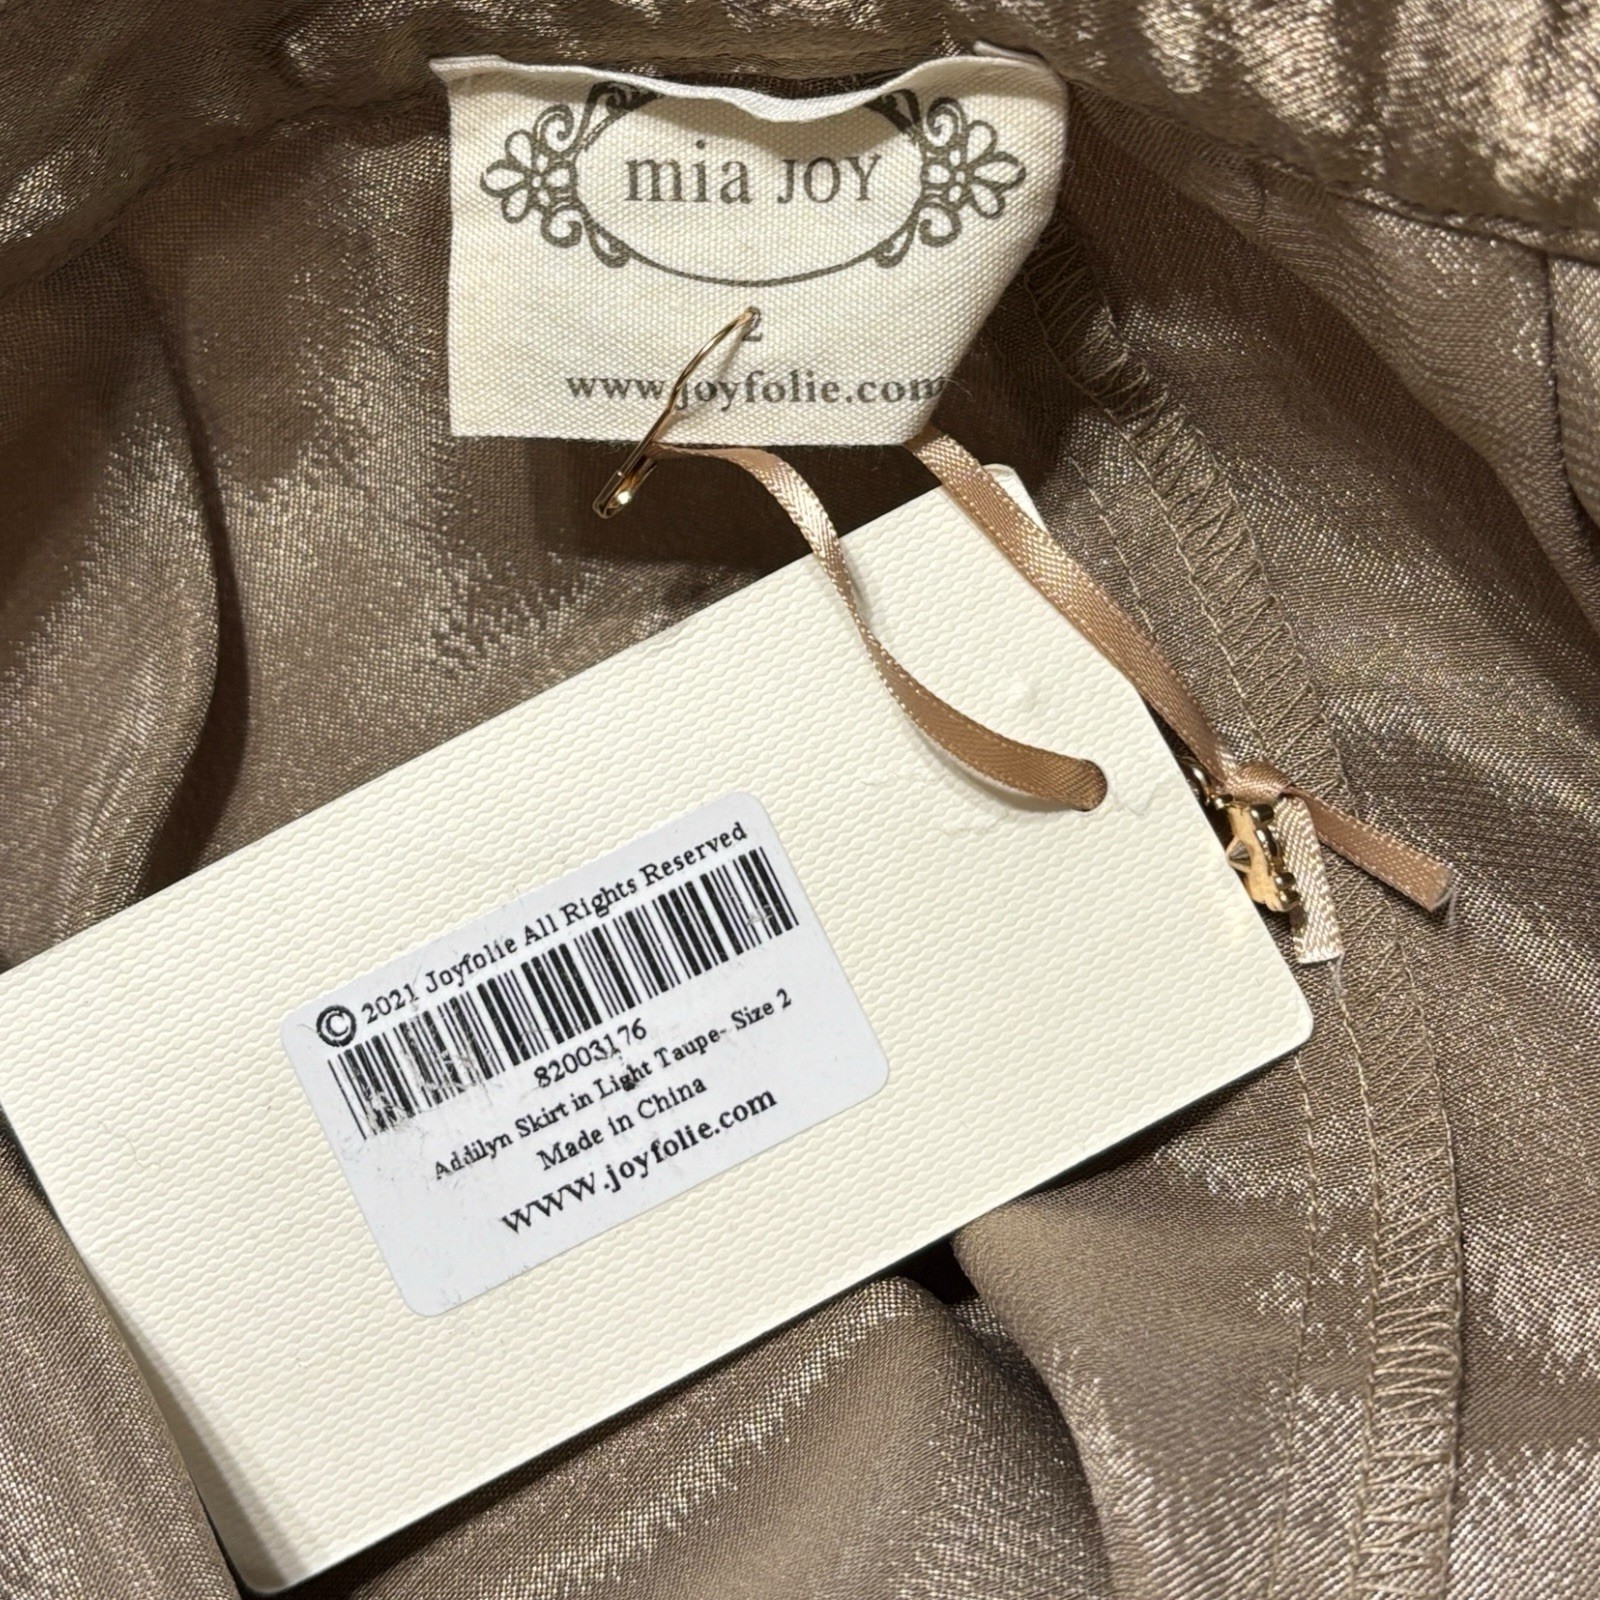 mia JOY
2
www.joyfolie.com
© 2021 Joyfolie All Rights Reserved
82003176
Addilyn Skirt in Light Taupe- Size 2
Made in China
www.joyfolie.com